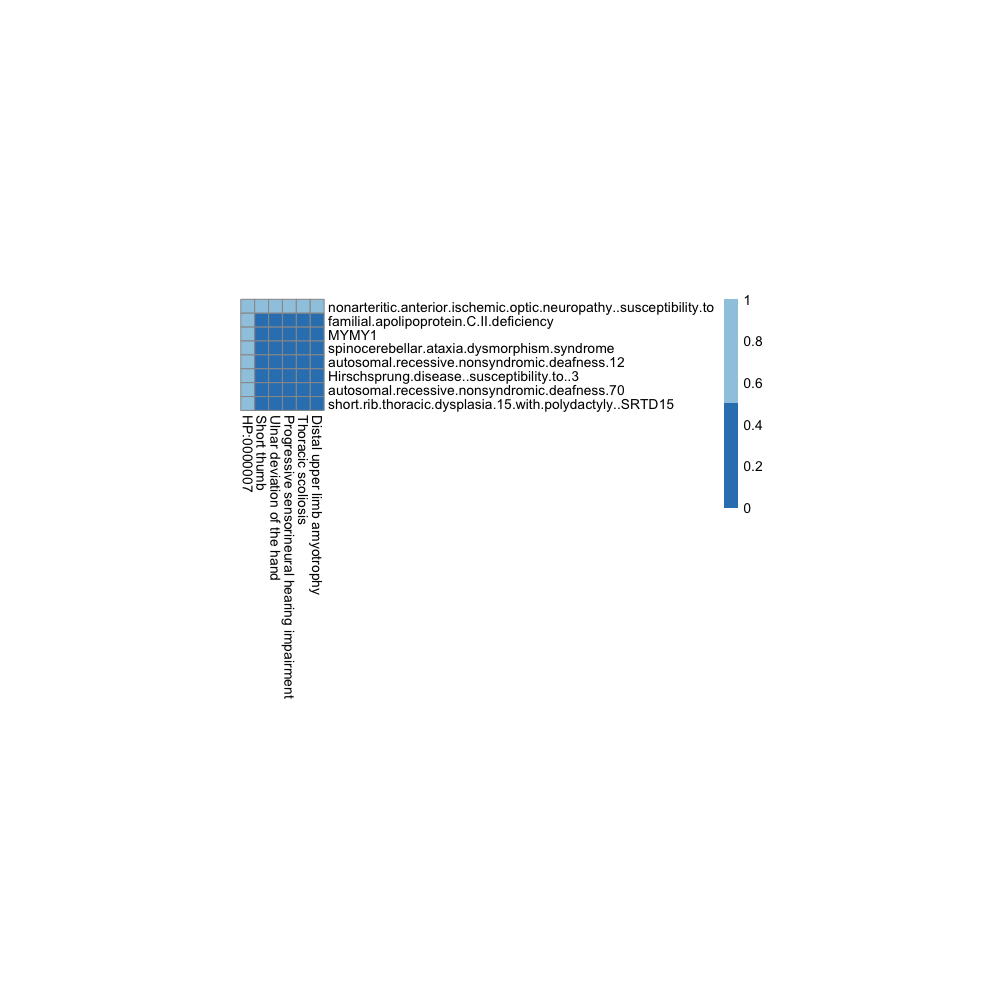 nonarteritic.anterior.ischemic.optic.neuropathy..susceptibility.to
familial.apolipoprotein.C.II.deficiency
MYMY1
spinocerebellar.ataxia.dysmorphism.syndrome
autosomal.recessive.nonsyndromic.deafness.12
Hirschsprung.disease..susceptibility.to..3
autosomal.recessive.nonsyndromic.deafness.70
short.rib.thoracic.dysplasia.15.with.polydactyly..SRTD15
HP:0000007
Short thumb
Ulnar deviation of the hand
Progressive sensorineural hearing impairment
Thoracic scoliosis
Distal upper limb amyotrophy
1
0.8
0.6
0.4
0.2
0